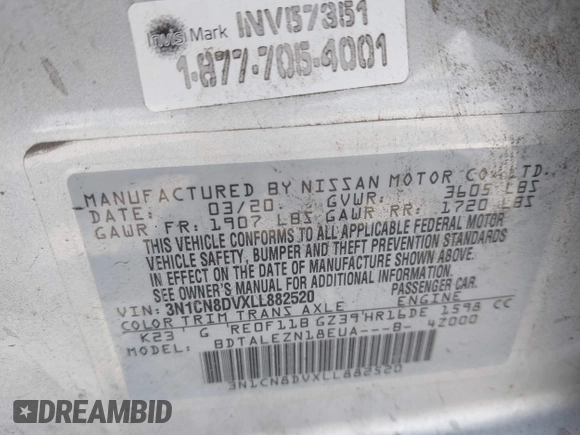 nvsi Mark INV57351
1-877-705-4001
MANUFACTURED BY NISSAN MOTOR CO., LTD.
DATE: 03/20 GVWR: 3605 LBS
GAWR FR: 1907 LBS GAWR RR: 1720 LBS
THIS VEHICLE CONFORMS TO ALL APPLICABLE FEDERAL MOTOR
VEHICLE SAFETY, BUMPER AND THEFT PREVENTION STANDARDS
IN EFFECT ON THE DATE OF MANUFACTURE SHOWN ABOVE.
SEE OWNER'S MANUAL FOR ADDITIONAL INFORMATION.
VIN: 3N1CN8DVXLL882520 PASSENGER CAR
COLOR TRIM TRANS AXLE ENGINE
K23 G RE0F11B GZ39 HR16DE 1598 CC
MODEL: BDTALEZN18EUA---B- 4Z000
3N1CN8DVXLL882520
DREAMBID